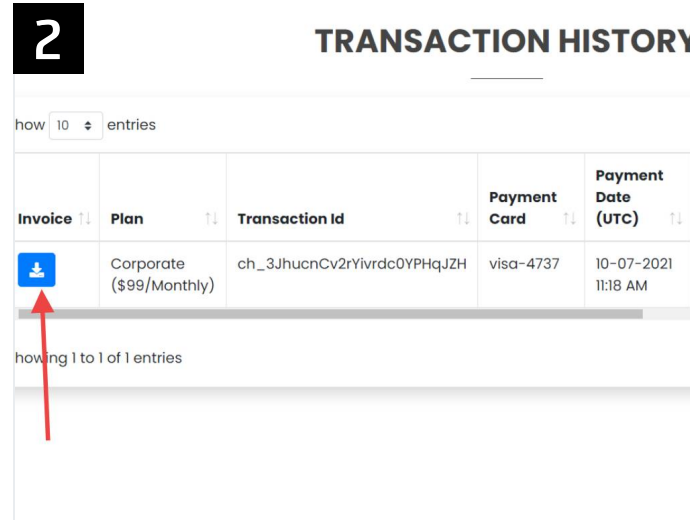 2
TRANSACTION HISTORY
how 10 entries
Invoice Plan Transaction Id Payment Card Payment Date (UTC)
Corporate ($99/Monthly) ch_3JhucnCv2rYivrdc0YPHqJZH visa-4737 10-07-2021 11:18 AM
howing 1 to 1 of 1 entries